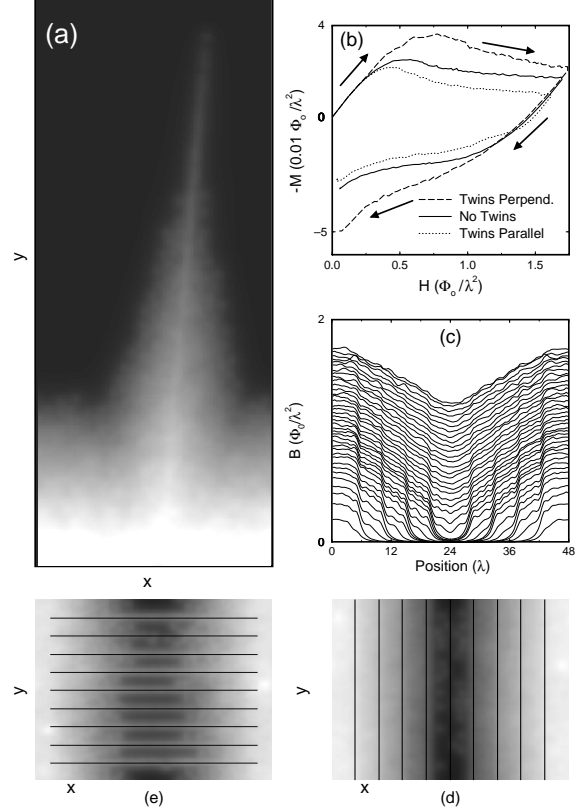 (a)
y
x
(b)
4
0
−5
-M (0.01 Φo/λ²)
0.0 0.5 1.0 1.5
H (Φo/λ²)
Twins Perpend.
No Twins
Twins Parallel
(c)
2
0
B (Φ0/λ²)
0 12 24 36 48
Position (λ)
y
x
(e)
y
x
(d)